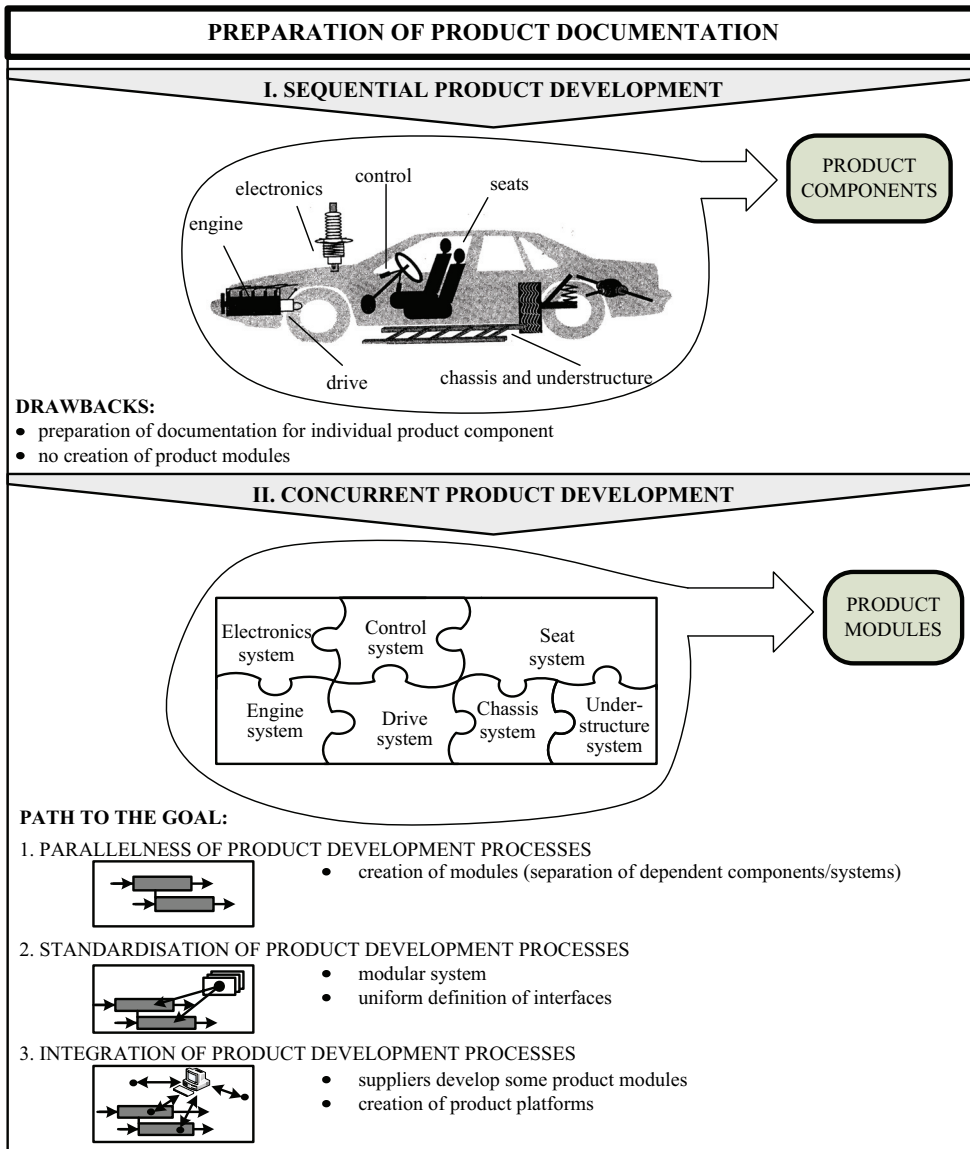 PREPARATION OF PRODUCT DOCUMENTATION
I. SEQUENTIAL PRODUCT DEVELOPMENT
PRODUCT
COMPONENTS
control
electronics
seats
engine
drive
chassis and understructure
DRAWBACKS:
• preparation of documentation for individual product component
• no creation of product modules
II. CONCURRENT PRODUCT DEVELOPMENT
PRODUCT
MODULES
Electronics
system
Control
system
Seat
system
Engine
system
Drive
system
Chassis
system
Under-
structure
system
PATH TO THE GOAL:
1. PARALLELNESS OF PRODUCT DEVELOPMENT PROCESSES
• creation of modules (separation of dependent components/systems)
2. STANDARDISATION OF PRODUCT DEVELOPMENT PROCESSES
• modular system
• uniform definition of interfaces
3. INTEGRATION OF PRODUCT DEVELOPMENT PROCESSES
• suppliers develop some product modules
• creation of product platforms